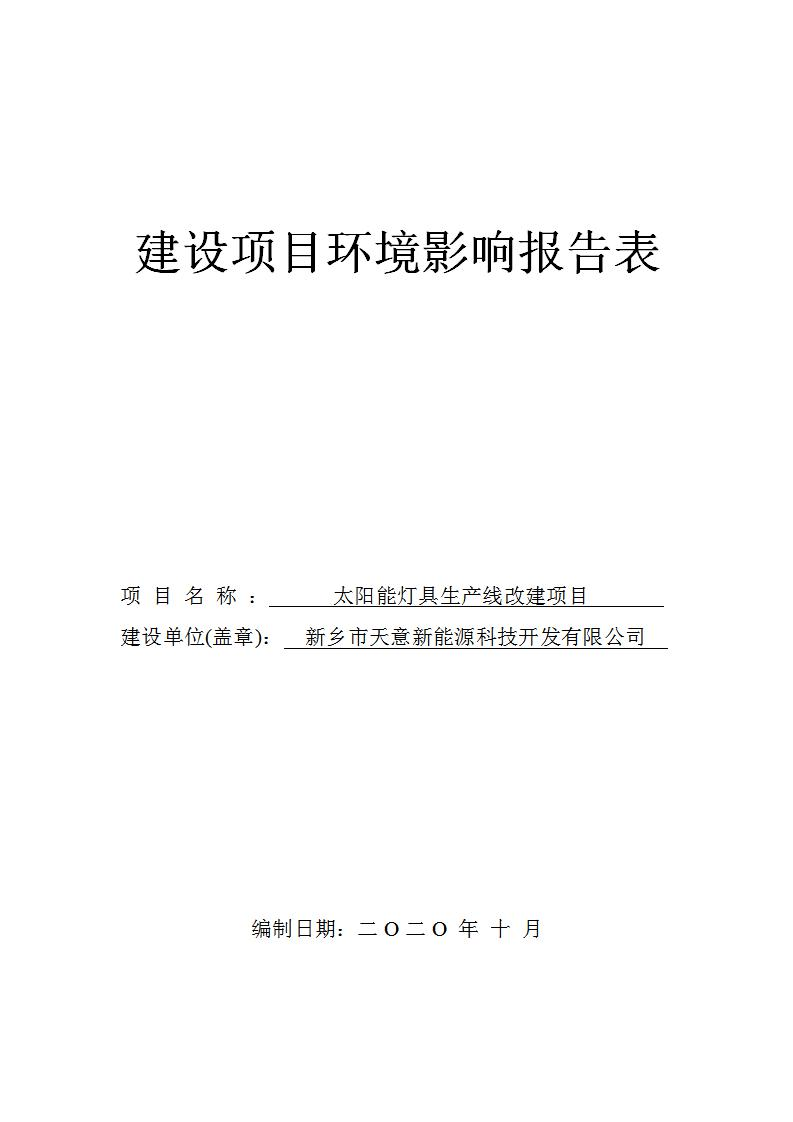 建设项目环境影响报告表
项 目 名 称 ： 太阳能灯具生产线改建项目
建设单位(盖章)： 新乡市天意新能源科技开发有限公司
编制日期：二O二O 年 十 月